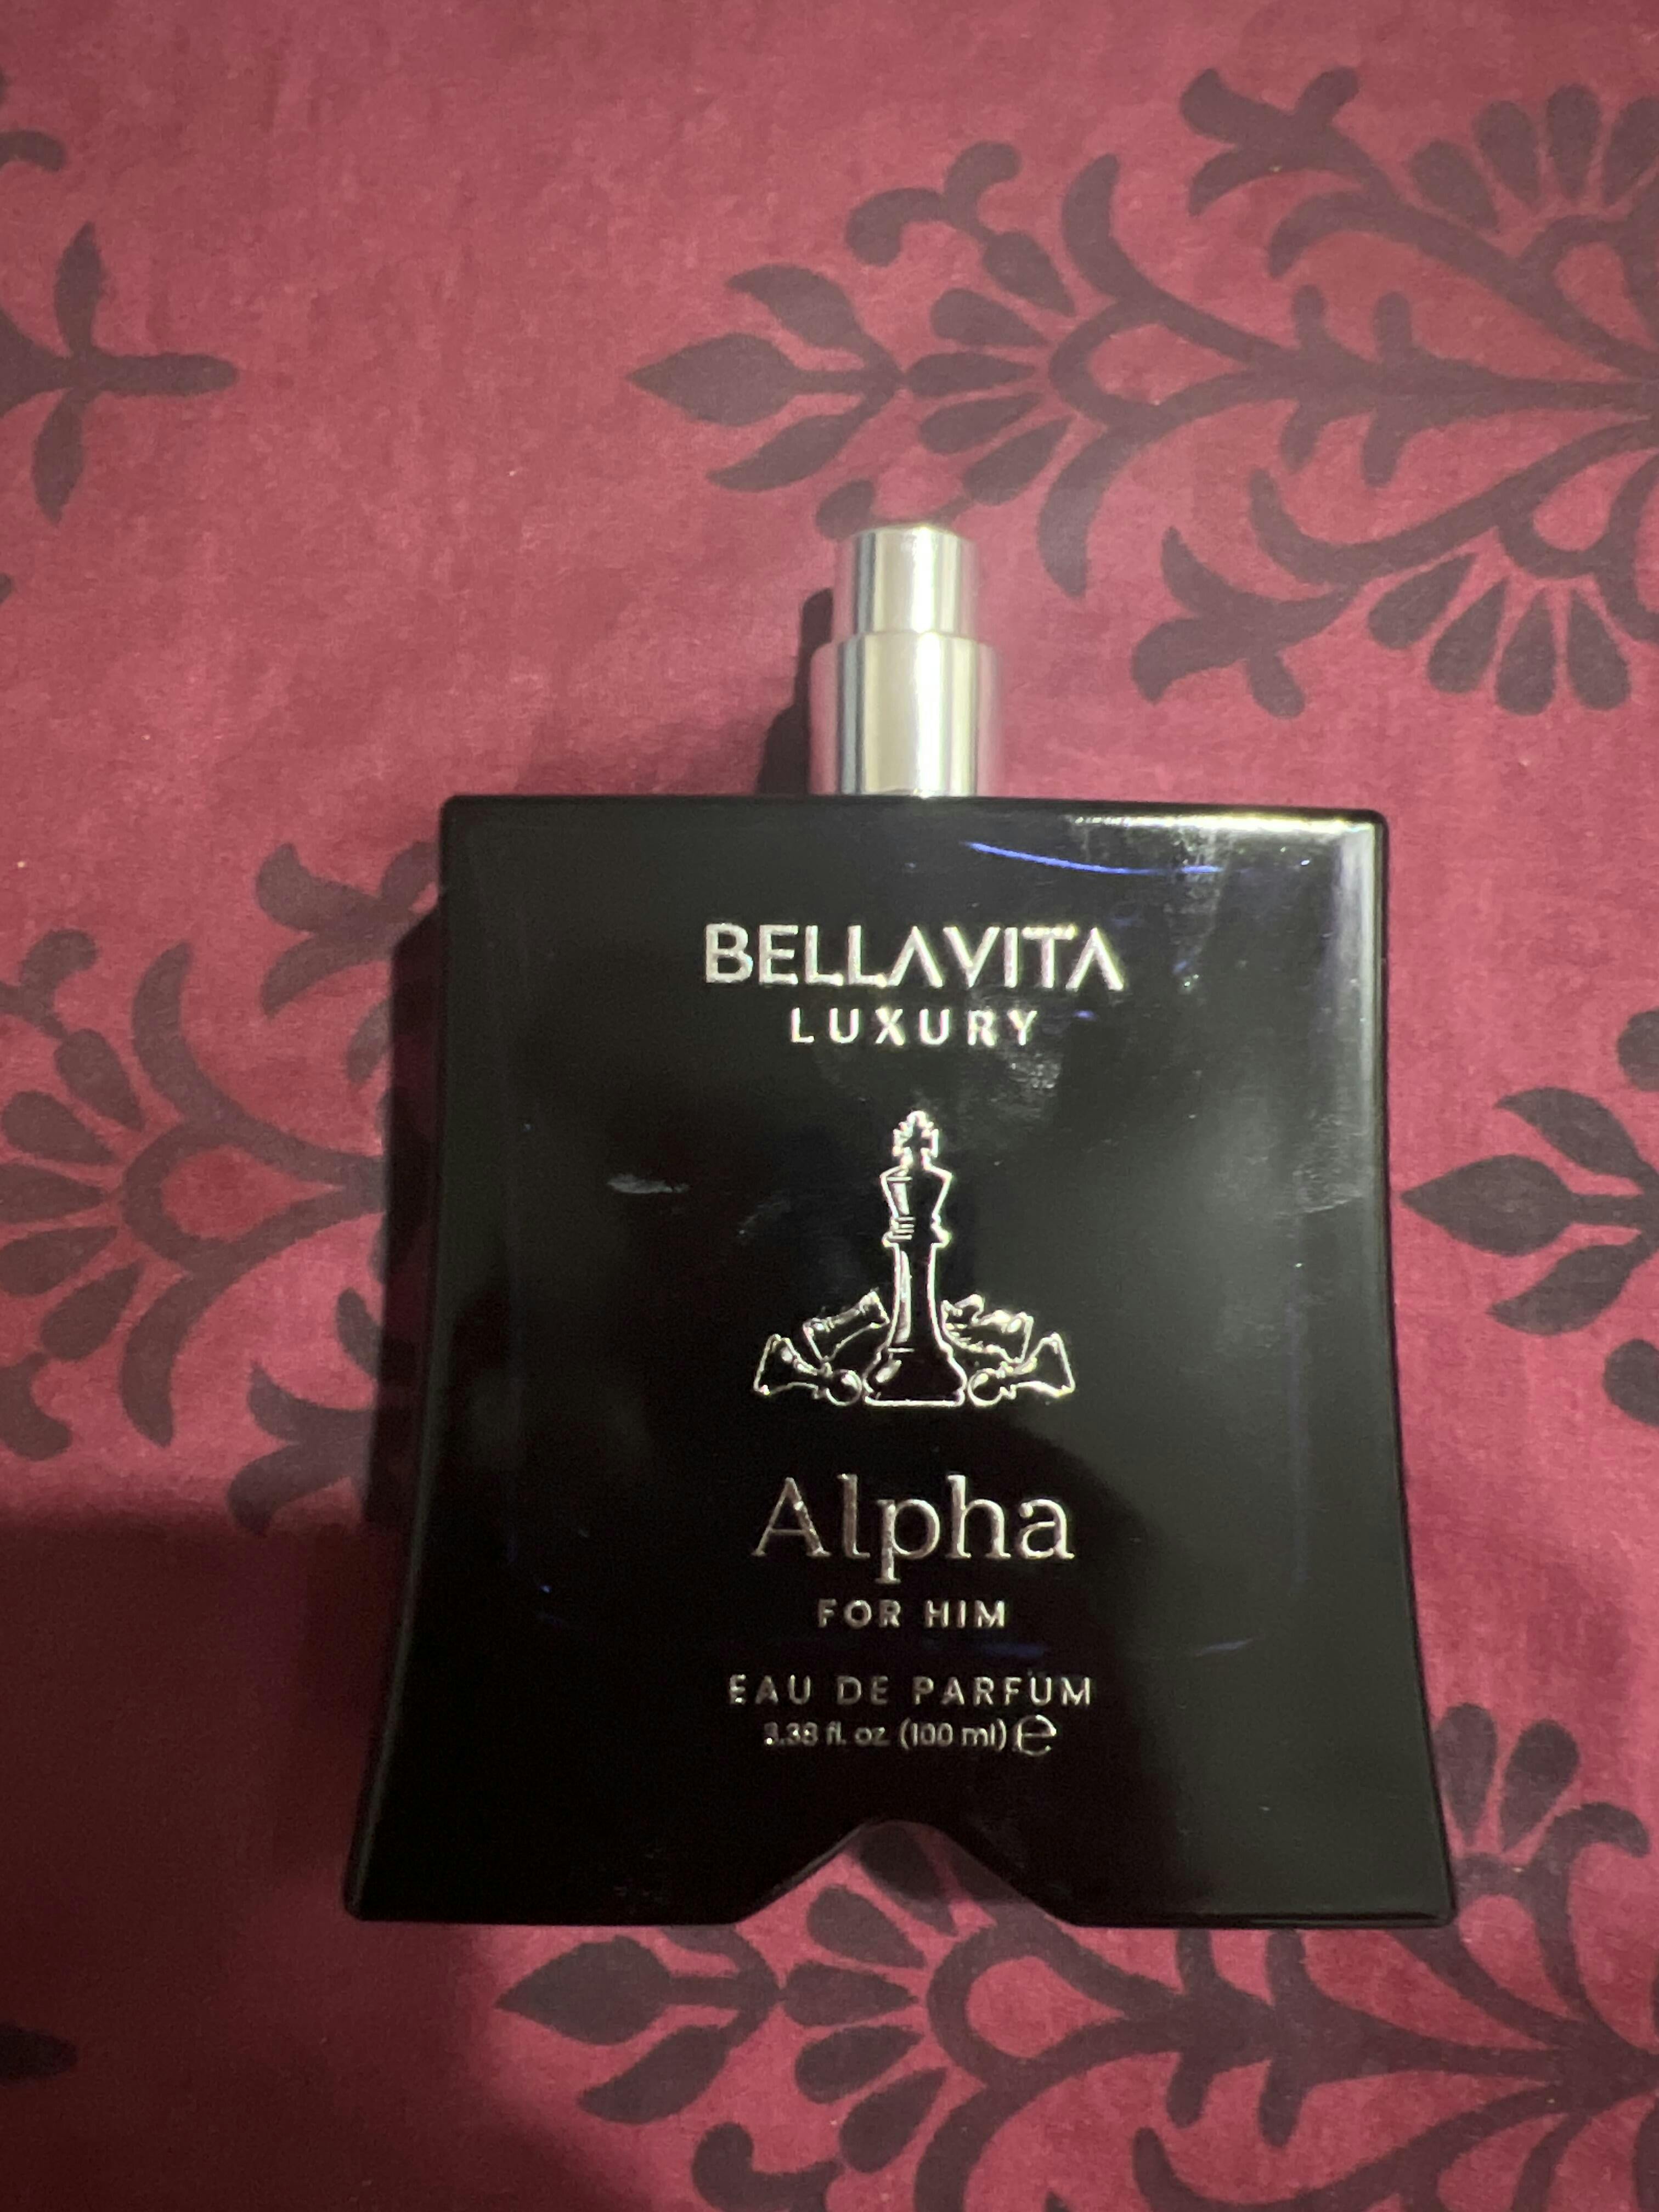 BELLAVITA
LUXURY
Alpha
FOR HIM
EAU DE PARFUM
3.38 fl. oz. (100 ml) ℮